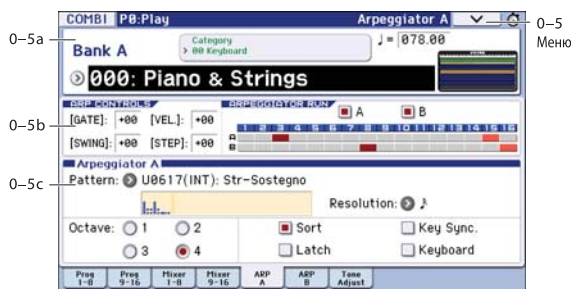 COMBI P0:Play Arpeggiator A
0–5
Меню
0–5a
Bank A
Category
00 Keyboard
♩= 078.00
000: Piano & Strings
0–5b
ARP CONTROLS
ARPEGGIATOR RUN
A B
[GATE]: +00 [VEL.]: +00
1 2 3 4 5 6 7 8 9 10 11 12 13 14 15 16
A
[SWING]: +00 [STEP]: +00
B
0–5c
Arpeggiator A
Pattern: U0617(INT): Str-Sostegno
Resolution: ♪
Octave: 1 2 Sort Key Sync.
3 4 Latch Keyboard
Prog 1-8 Prog 9-16 Mixer 1-8 Mixer 9-16 ARP A ARP B Tone Adjust